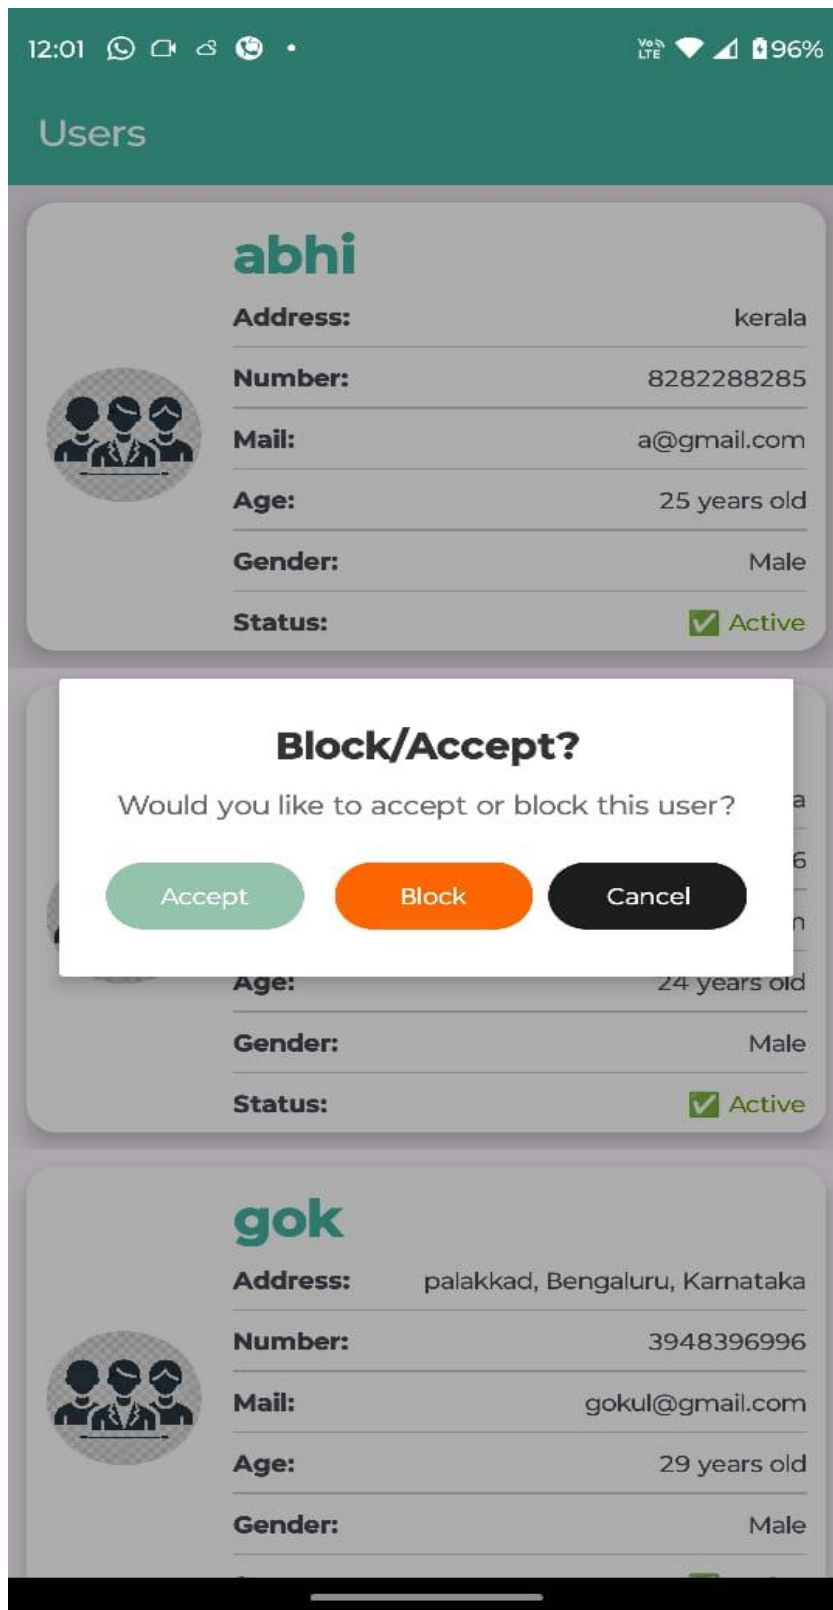 12:01 Vo LTE 96%
Users
abhi
Address: kerala
Number: 8282288285
Mail: a@gmail.com
Age: 25 years old
Gender: Male
Status: ✅ Active
Block/Accept?
Would you like to accept or block this user?
Accept Block Cancel
Age: 24 years old
Gender: Male
Status: ✅ Active
gok
Address: palakkad, Bengaluru, Karnataka
Number: 3948396996
Mail: gokul@gmail.com
Age: 29 years old
Gender: Male